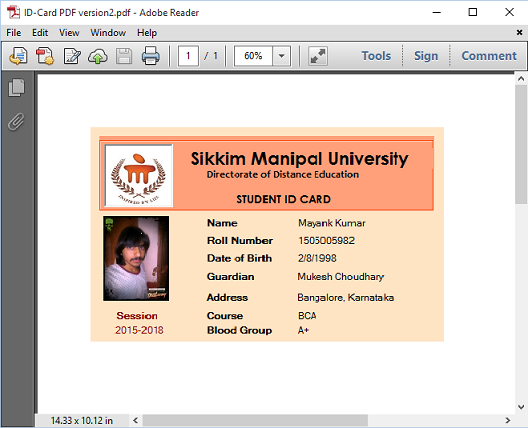 ID-Card PDF version2.pdf - Adobe Reader
File Edit View Window Help
1 / 1 60% Tools Sign Comment
Sikkim Manipal University
Directorate of Distance Education
STUDENT ID CARD
INSPIRED BY LIFE
Name Mayank Kumar
Roll Number 1505005982
Date of Birth 2/8/1998
Guardian Mukesh Choudhary
Address Bangalore, Karnataka
Session Course BCA
2015-2018 Blood Group A+
14.33 x 10.12 in